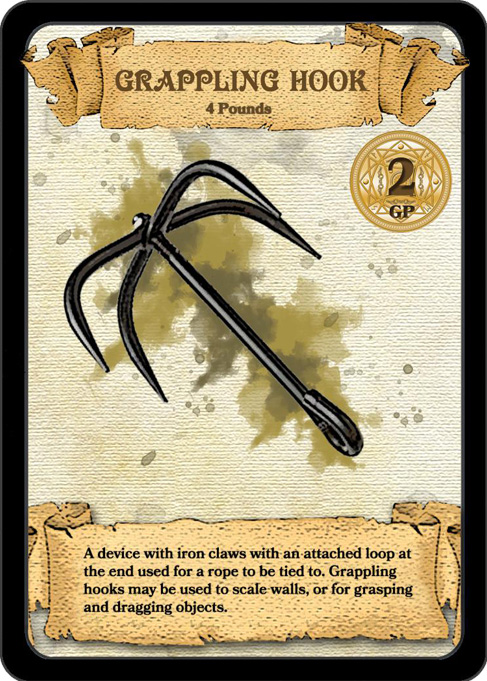 GRAPPLING HOOK
4 Pounds
2
GP
A device with iron claws with an attached loop at
the end used for a rope to be tied to. Grappling
hooks may be used to scale walls, or for grasping
and dragging objects.